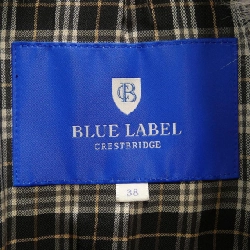 CB
BLUE LABEL
CRESTBRIDGE
38